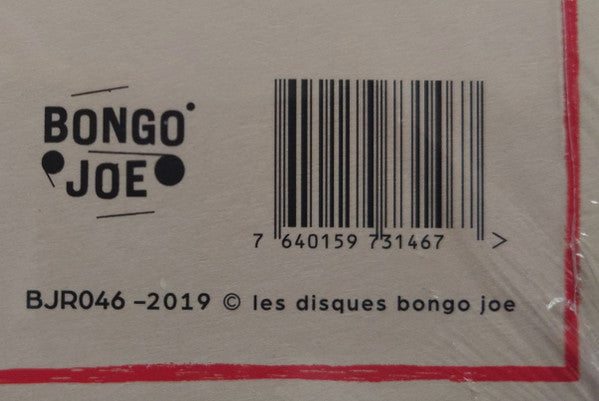 BONGO
JOE
7 640159 731467 >
BJR046 –2019 © les disques bongo joe